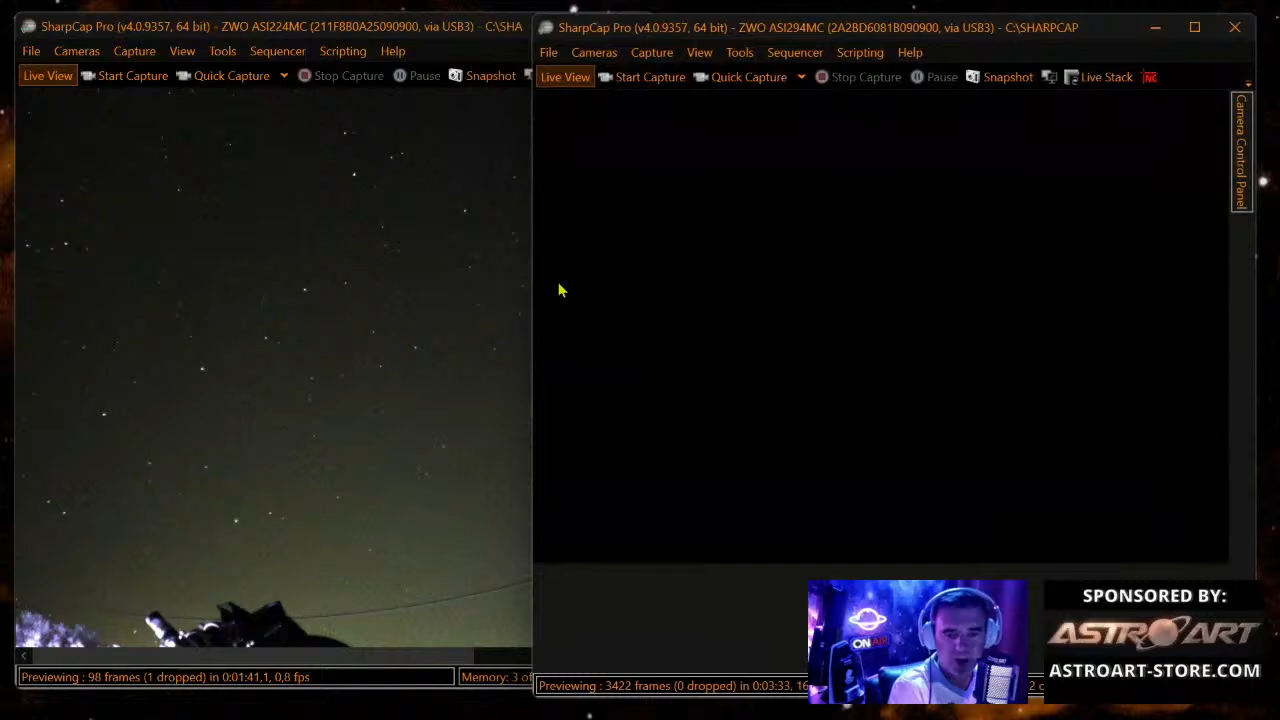 SharpCap Pro (v4.0.9357, 64 bit) - ZWO ASI224MC (211F8B0A25090900, via USB3) - C:\SHA
File Cameras Capture View Tools Sequencer Scripting Help
Live View Start Capture Quick Capture Stop Capture Pause Snapshot
Previewing : 98 frames (1 dropped) in 0:01:41,1, 0,8 fps
Memory: 3 of
SharpCap Pro (v4.0.9357, 64 bit) - ZWO ASI294MC (2A2BD6081B090900, via USB3) - C:\SHARPCAP
File Cameras Capture View Tools Sequencer Scripting Help
Live View Start Capture Quick Capture Stop Capture Pause Snapshot Live Stack NC
Camera Control Panel
Previewing : 3422 frames (0 dropped) in 0:03:33, 16
ON AIR
SPONSORED BY:
ASTROART
ASTROART-STORE.COM